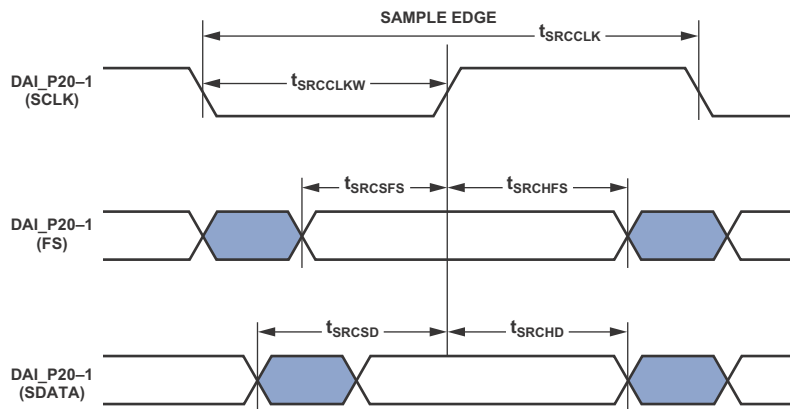 SAMPLE EDGE
tSRCCLK
DAI_P20–1
(SCLK)
tSRCCLKW
tSRCSFS
tSRCHFS
DAI_P20–1
(FS)
tSRCSD
tSRCHD
DAI_P20–1
(SDATA)